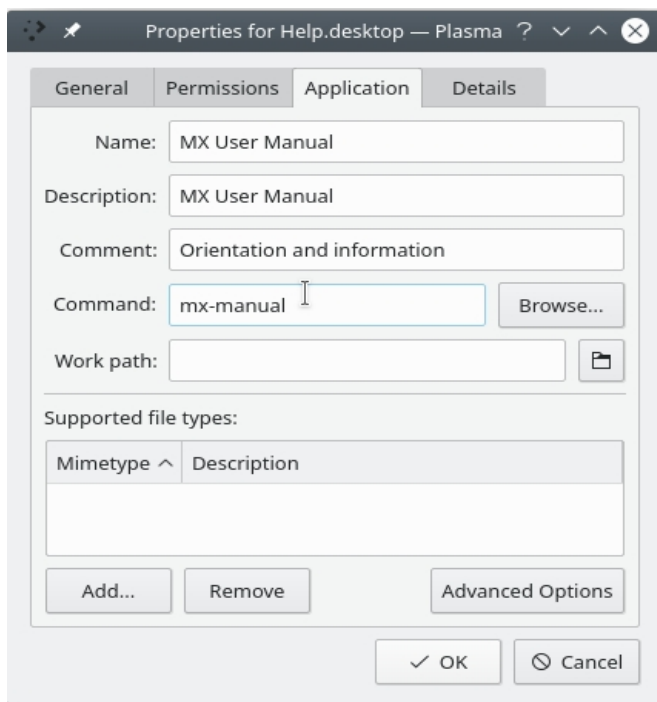 Properties for Help.desktop — Plasma ?
General Permissions Application Details
Name: MX User Manual
Description: MX User Manual
Comment: Orientation and information
Command: mx-manual Browse...
Work path:
Supported file types:
Mimetype Description
Add... Remove Advanced Options
OK Cancel